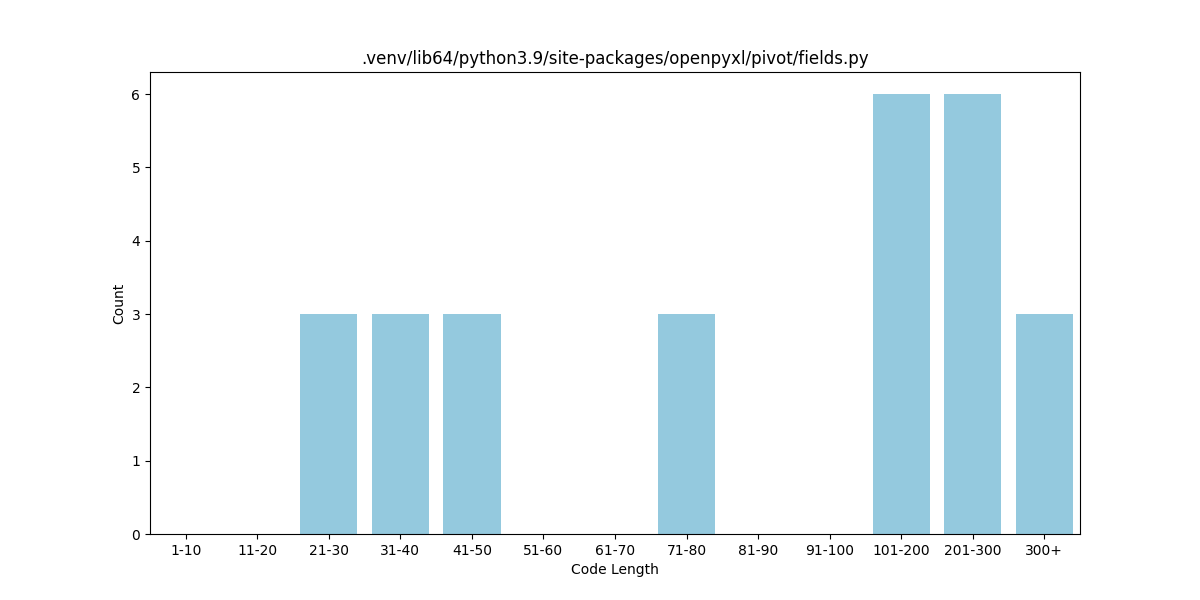 .venv/lib64/python3.9/site-packages/openpyxl/pivot/fields.py
6
5
4
3
2
1
0
Count
1-10 11-20 21-30 31-40 41-50 51-60 61-70 71-80 81-90 91-100 101-200 201-300 300+
Code Length